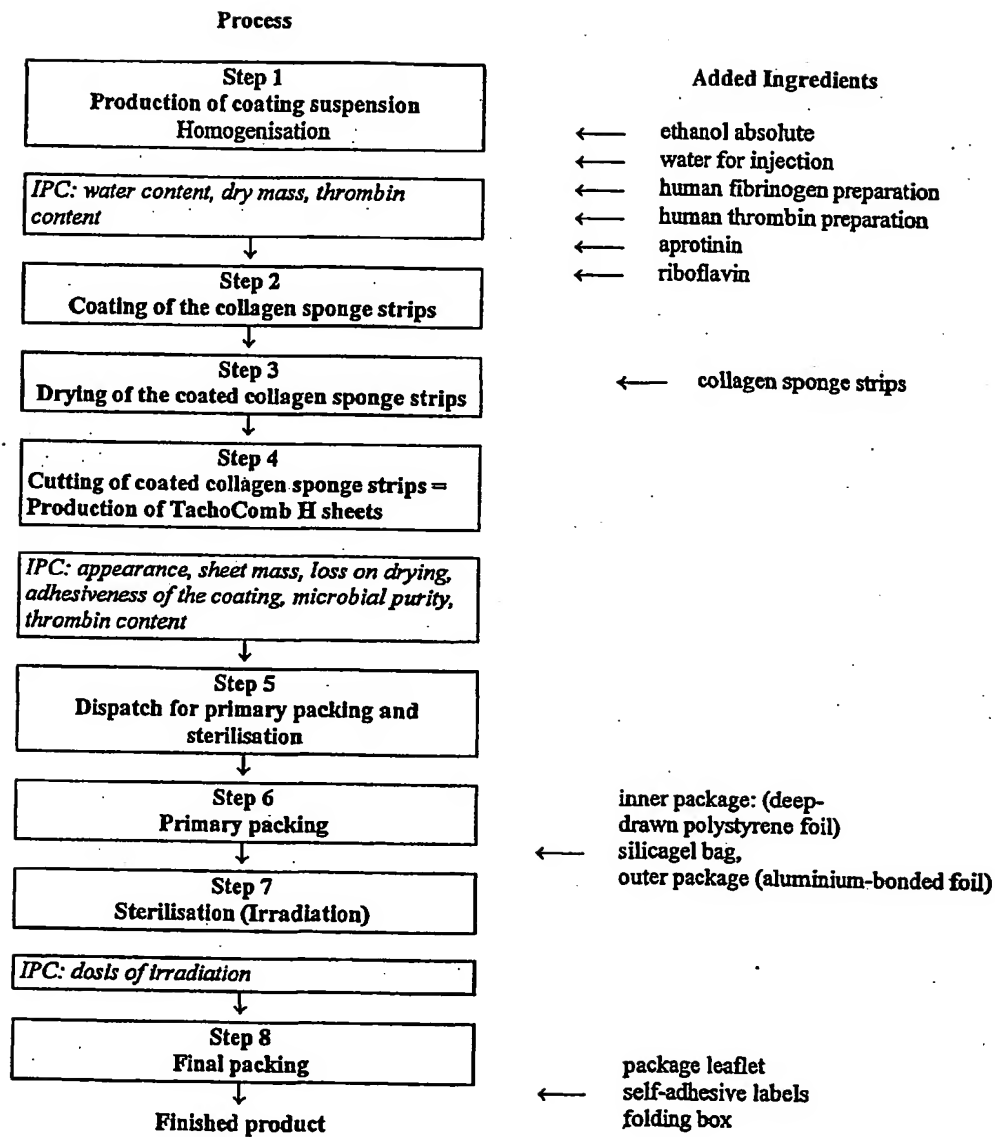 Process
Step 1
Production of coating suspension
Homogenisation
Added Ingredients
← ethanol absolute
← water for injection
← human fibrinogen preparation
← human thrombin preparation
← aprotinin
← riboflavin
IPC: water content, dry mass, thrombin
content
↓
Step 2
Coating of the collagen sponge strips
↓
Step 3
Drying of the coated collagen sponge strips
← collagen sponge strips
↓
Step 4
Cutting of coated collagen sponge strips =
Production of TachoComb H sheets
IPC: appearance, sheet mass, loss on drying,
adhesiveness of the coating, microbial purity,
thrombin content
↓
Step 5
Dispatch for primary packing and
sterilisation
↓
Step 6
Primary packing
↓
inner package: (deep-
drawn polystyrene foil)
← silicagel bag,
outer package (aluminium-bonded foil)
Step 7
Sterilisation (Irradiation)
IPC: dosis of irradiation
↓
Step 8
Final packing
↓
package leaflet
← self-adhesive labels
folding box
Finished product